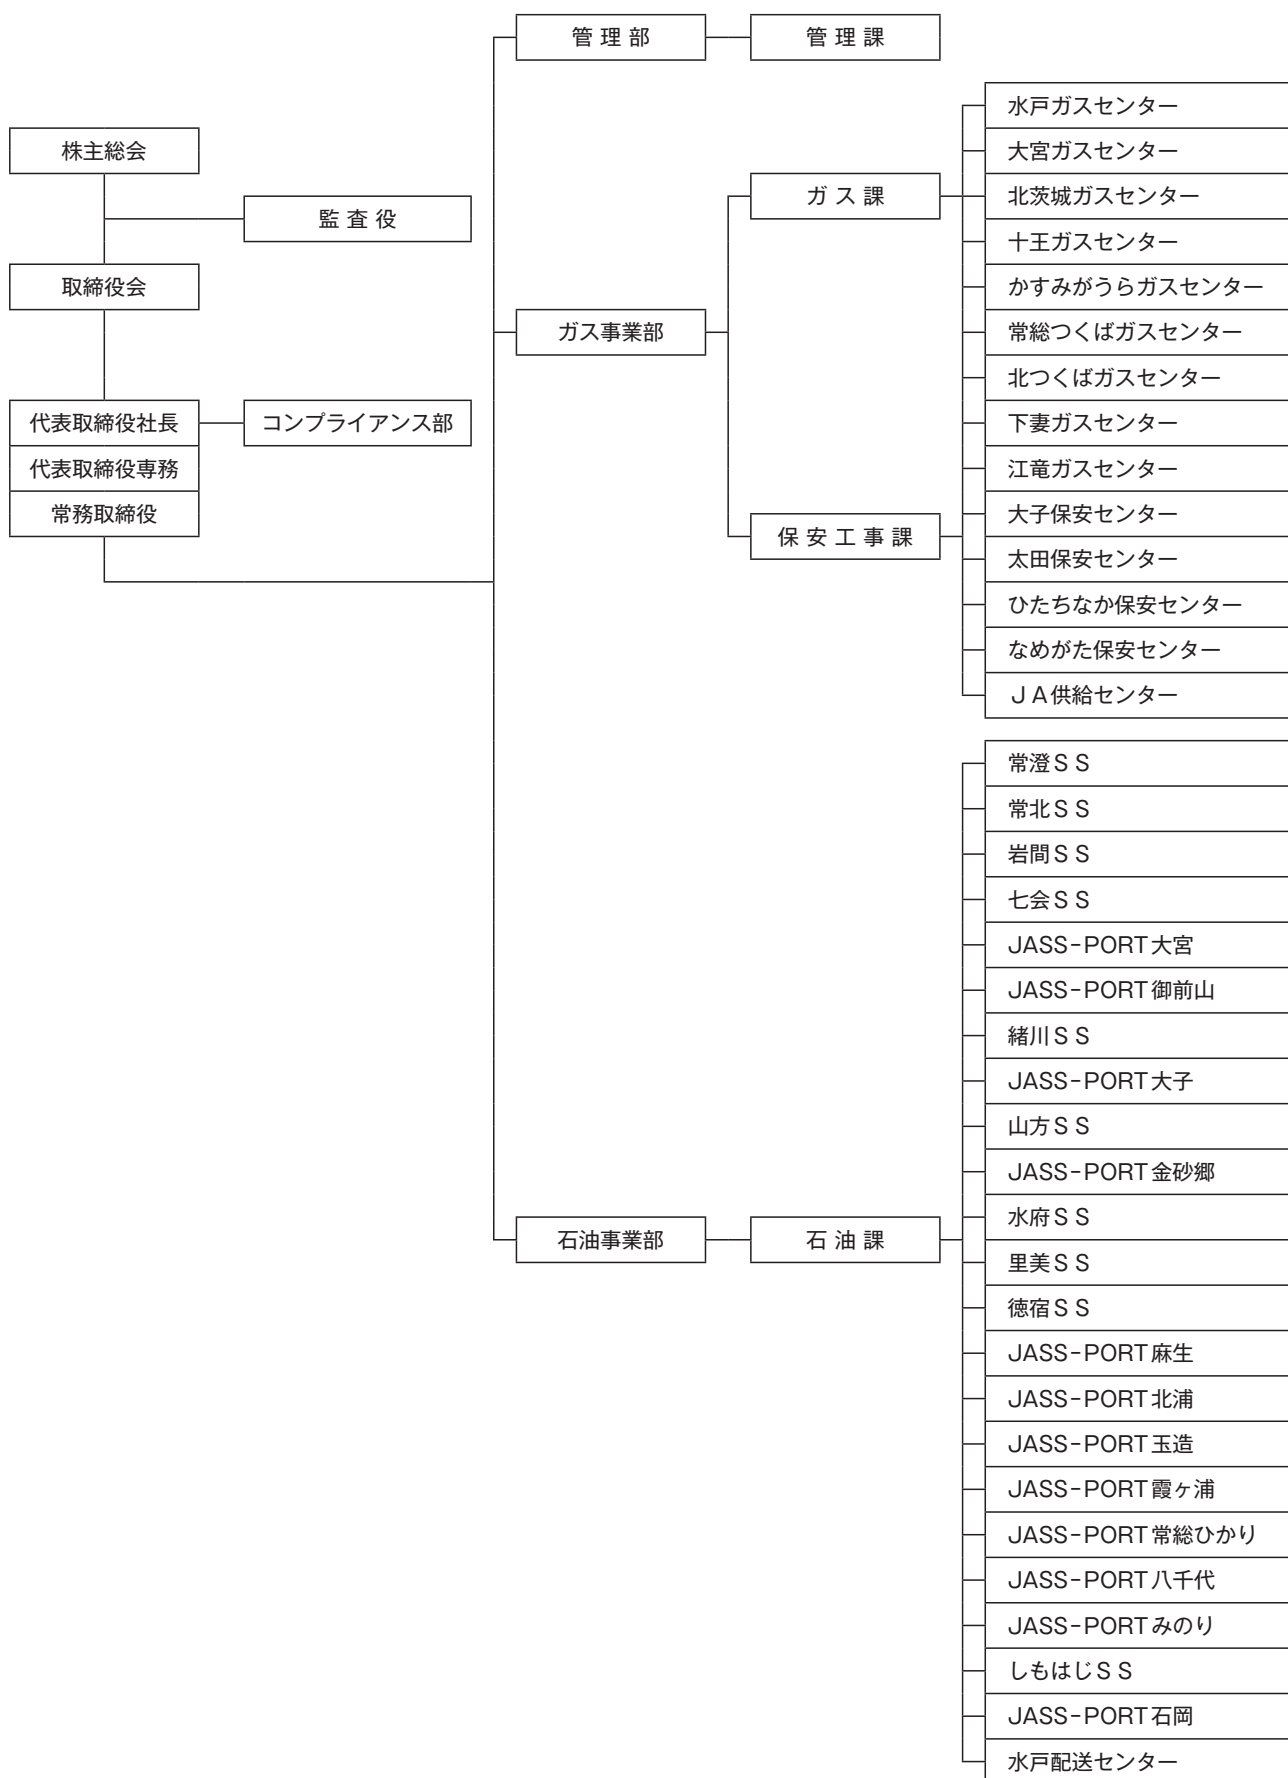 株主総会
監査役
取締役会
代表取締役社長
コンプライアンス部
代表取締役専務
常務取締役
管理部
管理課
ガス事業部
ガス課
保安工事課
水戸ガスセンター
大宮ガスセンター
北茨城ガスセンター
十王ガスセンター
かすみがうらガスセンター
常総つくばガスセンター
北つくばガスセンター
下妻ガスセンター
江竜ガスセンター
大子保安センター
太田保安センター
ひたちなか保安センター
なめがた保安センター
ＪＡ供給センター
石油事業部
石油課
常澄ＳＳ
常北ＳＳ
岩間ＳＳ
七会ＳＳ
JASS-PORT大宮
JASS-PORT御前山
緒川ＳＳ
JASS-PORT大子
山方ＳＳ
JASS-PORT金砂郷
水府ＳＳ
里美ＳＳ
徳宿ＳＳ
JASS-PORT麻生
JASS-PORT北浦
JASS-PORT玉造
JASS-PORT霞ヶ浦
JASS-PORT常総ひかり
JASS-PORT八千代
JASS-PORTみのり
しもはじＳＳ
JASS-PORT石岡
水戸配送センター